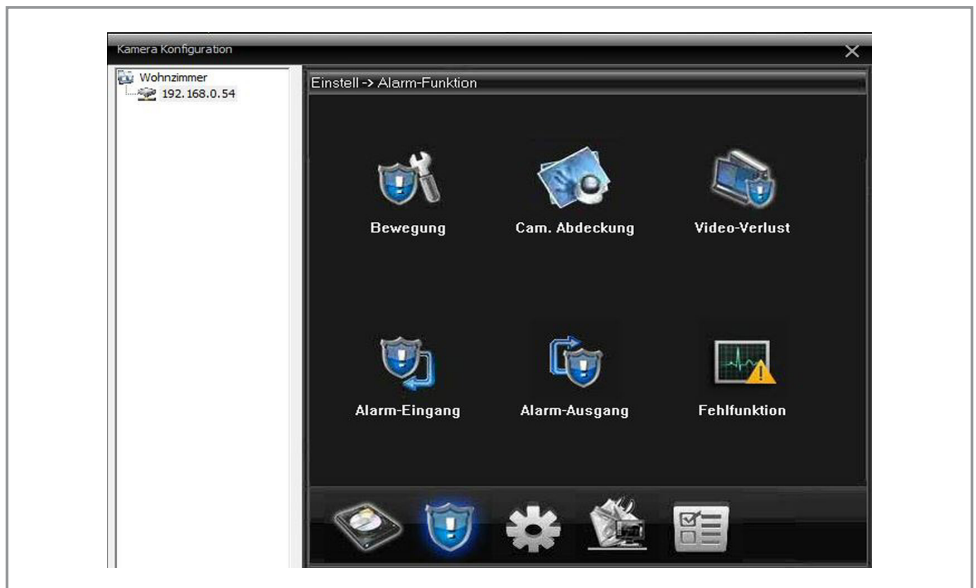 Kamera Konfiguration
Wohnzimmer
192.168.0.54
Einstell -> Alarm-Funktion
Bewegung
Cam. Abdeckung
Video-Verlust
Alarm-Eingang
Alarm-Ausgang
Fehlfunktion